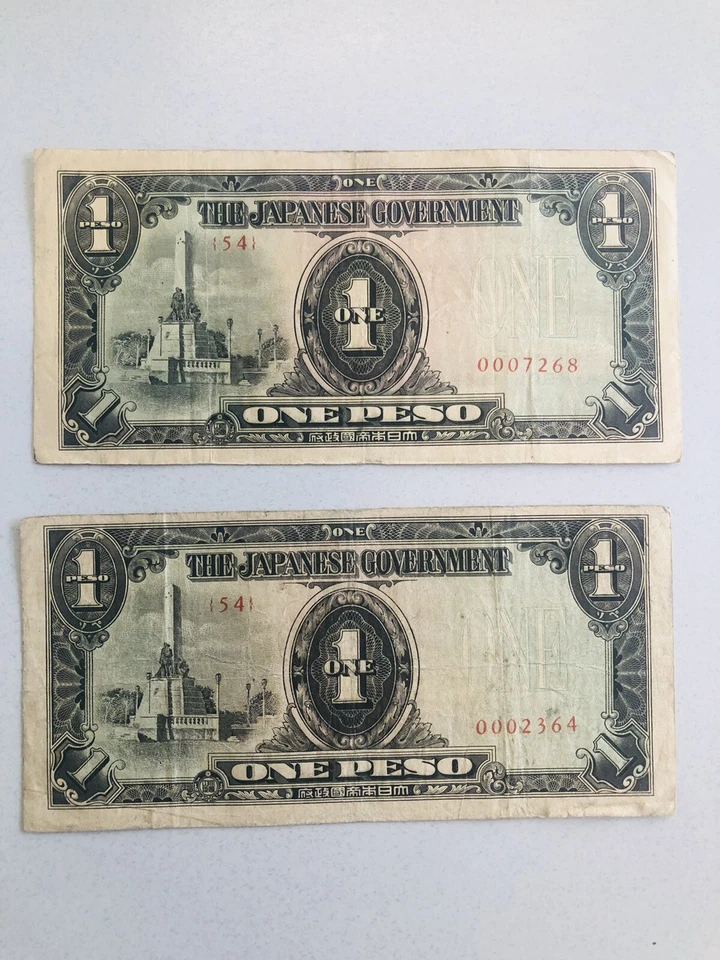 ONE
THE JAPANESE GOVERNMENT
1 PESO
1 PESO
{54}
ONE
1 ONE
0007268
1
ONE PESO
1
府政國帝本日大
ONE
THE JAPANESE GOVERNMENT
1 PESO
1 PESO
{54}
ONE
1 ONE
0002364
1
ONE PESO
1
府政國帝本日大